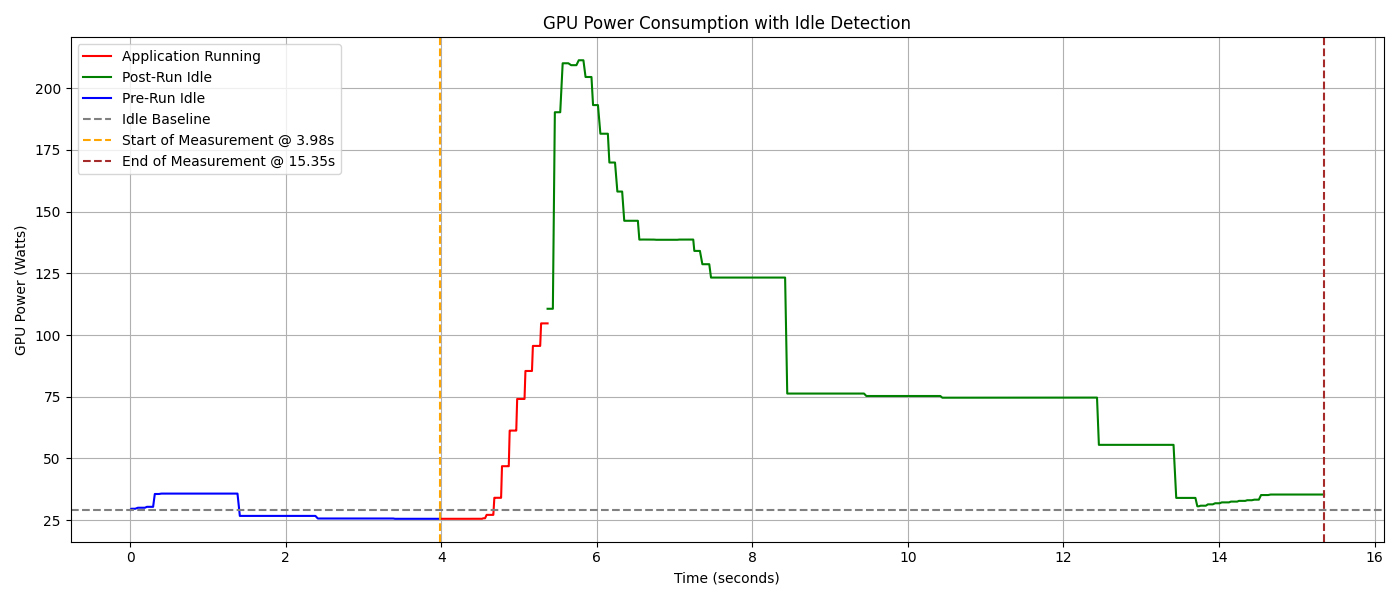 GPU Power Consumption with Idle Detection
Application Running
Post-Run Idle
Pre-Run Idle
Idle Baseline
Start of Measurement @ 3.98s
End of Measurement @ 15.35s
GPU Power (Watts)
200
175
150
125
100
75
50
25
0 2 4 6 8 10 12 14 16
Time (seconds)